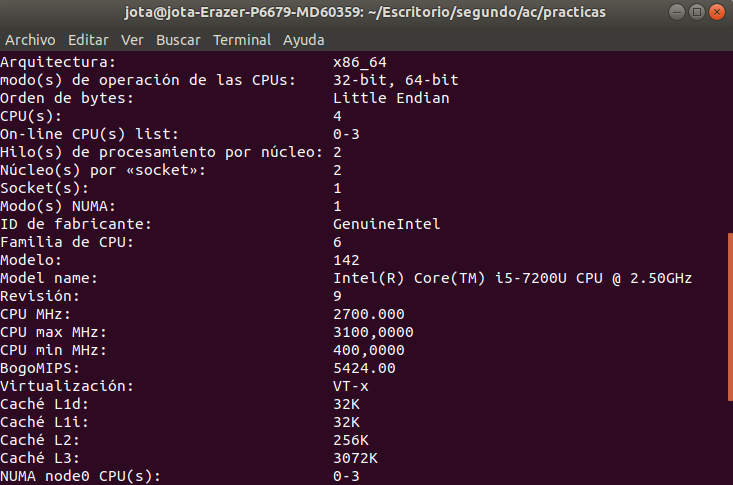 jota@jota-Erazer-P6679-MD60359: ~/Escritorio/segundo/ac/practicas
Archivo Editar Ver Buscar Terminal Ayuda
Arquitectura: x86_64
modo(s) de operación de las CPUs: 32-bit, 64-bit
Orden de bytes: Little Endian
CPU(s): 4
On-line CPU(s) list: 0-3
Hilo(s) de procesamiento por núcleo: 2
Núcleo(s) por «socket»: 2
Socket(s): 1
Modo(s) NUMA: 1
ID de fabricante: GenuineIntel
Familia de CPU: 6
Modelo: 142
Model name: Intel(R) Core(TM) i5-7200U CPU @ 2.50GHz
Revisión: 9
CPU MHz: 2700.000
CPU max MHz: 3100,0000
CPU min MHz: 400,0000
BogoMIPS: 5424.00
Virtualización: VT-x
Caché L1d: 32K
Caché L1i: 32K
Caché L2: 256K
Caché L3: 3072K
NUMA node0 CPU(s): 0-3